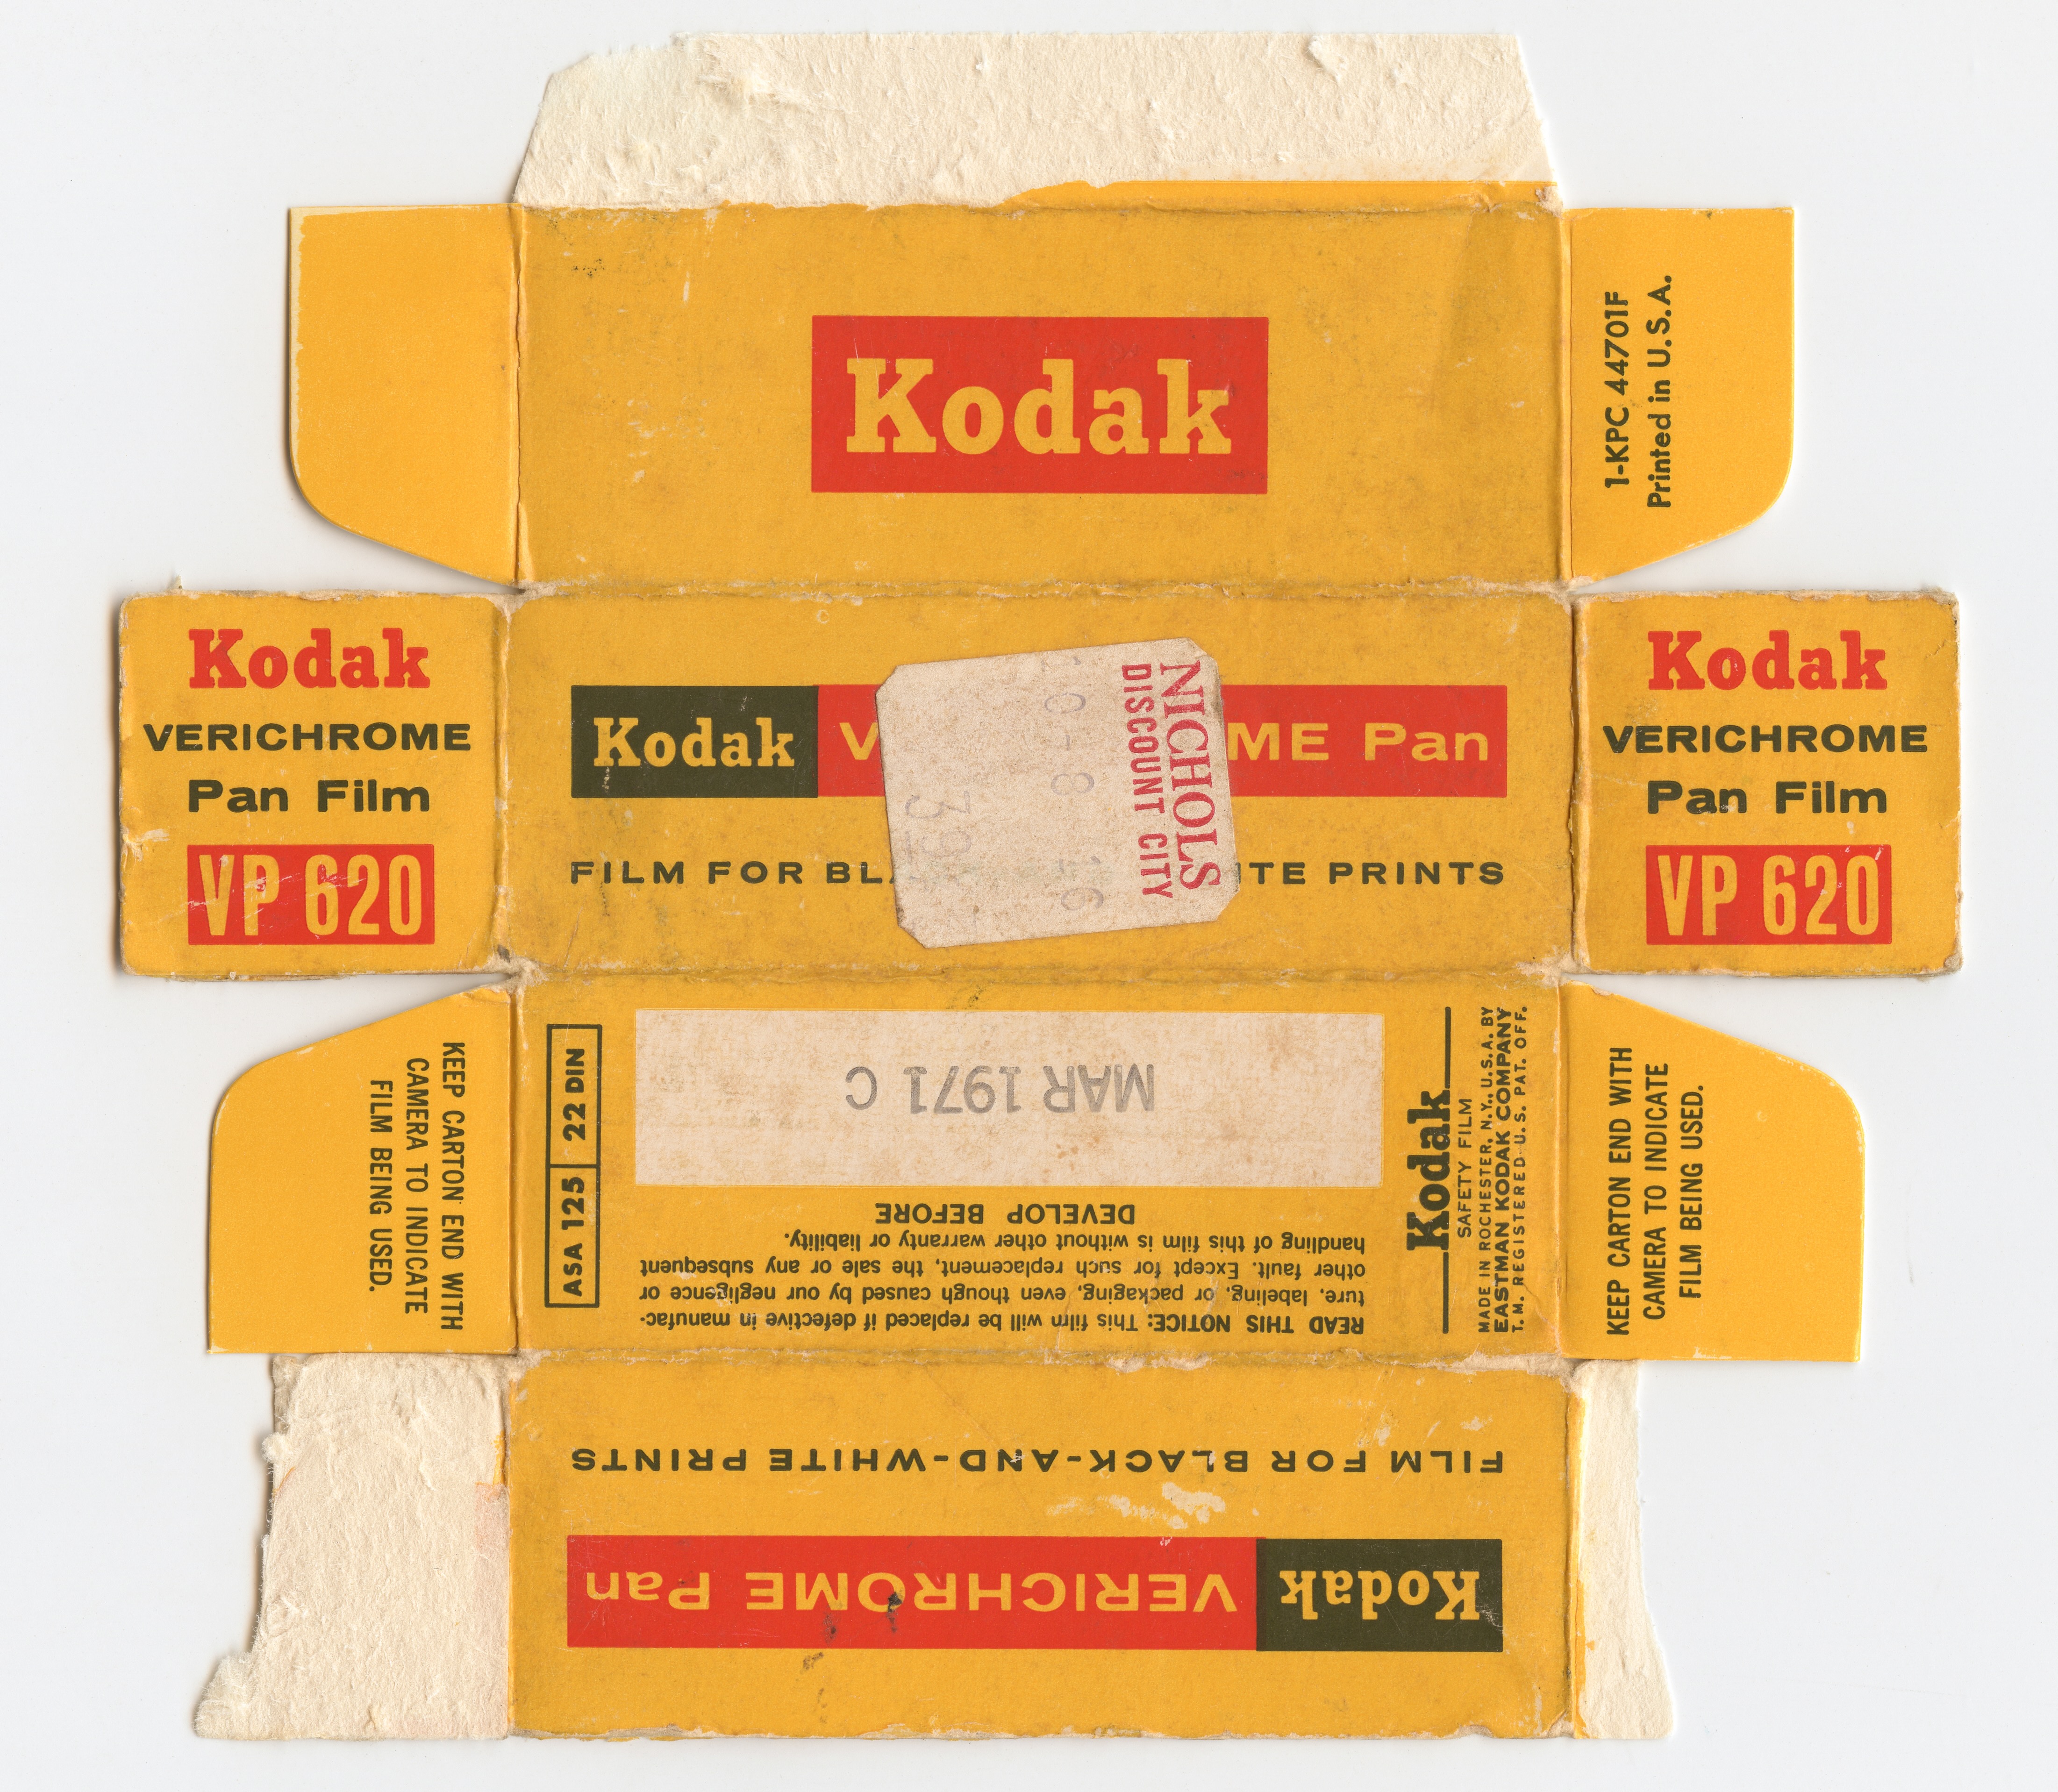 Kodak
1-KPC 44701F
Printed in U.S.A.
Kodak
VERICHROME
Pan Film
VP 620
Kodak V ME Pan
FILM FOR BL ITE PRINTS
NICHOLS
DISCOUNT CITY
10-8 16
39¢
Kodak
VERICHROME
Pan Film
VP 620
KEEP CARTON END WITH
CAMERA TO INDICATE
FILM BEING USED.
ASA 125 22 DIN
READ THIS NOTICE: This film will be replaced if defective in manufac-
ture, labeling, or packaging, even though caused by our negligence or
other fault. Except for such replacement, the sale or any subsequent
handling of this film is without other warranty or liability.
DEVELOP BEFORE
MAR 1971 C
Kodak
SAFETY FILM
MADE IN ROCHESTER, N.Y., U.S.A. BY
EASTMAN KODAK COMPANY
T. M. REGISTERED U. S. PAT. OFF.
KEEP CARTON END WITH
CAMERA TO INDICATE
FILM BEING USED.
Kodak VERICHROME Pan
FILM FOR BLACK-AND-WHITE PRINTS